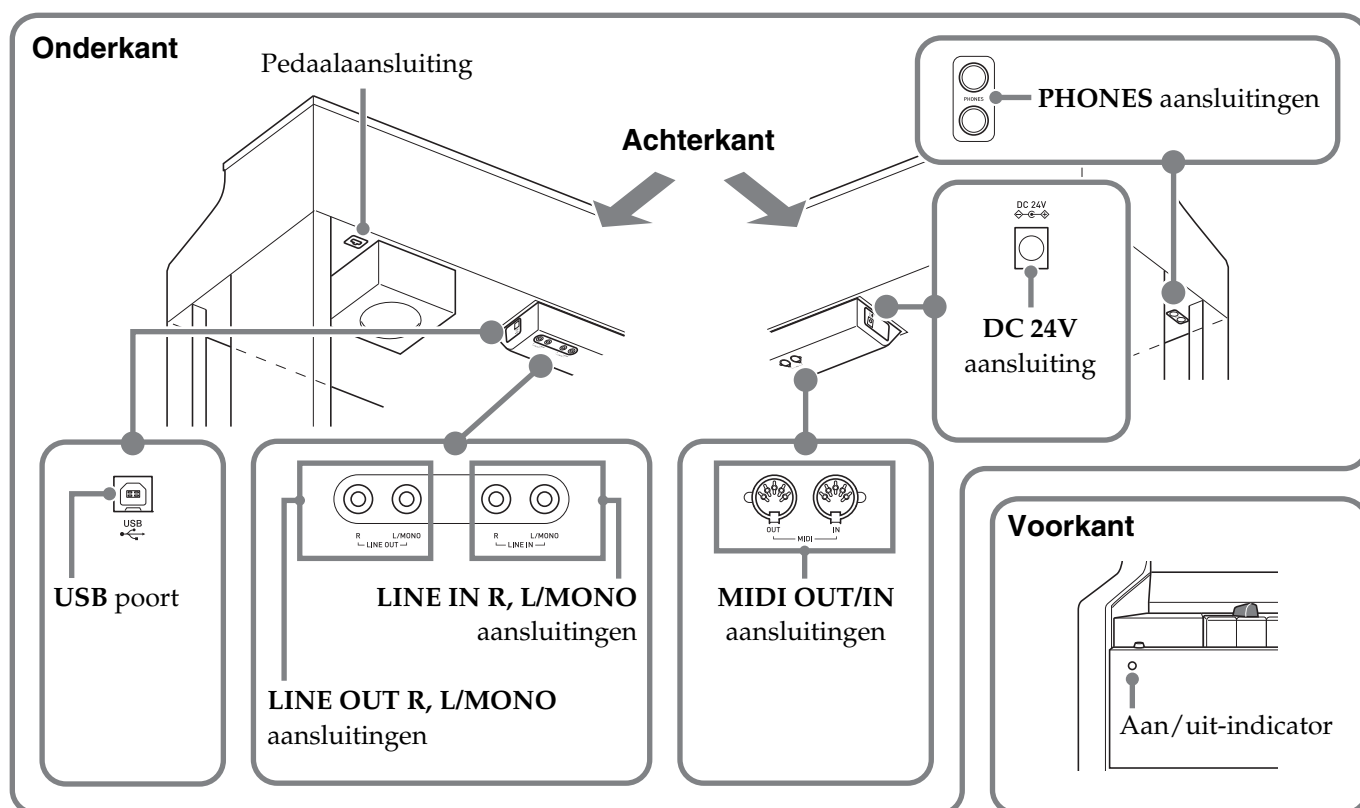 Onderkant
Pedaalaansluiting
Achterkant
PHONES
PHONES aansluitingen
DC 24V
DC 24V
aansluiting
USB
USB poort
R L/MONO
LINE OUT
R L/MONO
LINE IN
LINE IN R, L/MONO
aansluitingen
LINE OUT R, L/MONO
aansluitingen
OUT IN
MIDI
MIDI OUT/IN
aansluitingen
Voorkant
Aan/uit-indicator